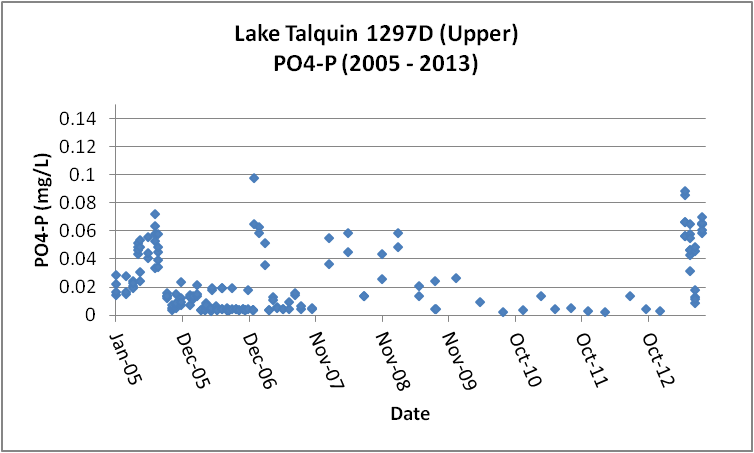 Lake Talquin 1297D (Upper)
PO4-P (2005 - 2013)
PO4-P (mg/L)
0.14
0.12
0.1
0.08
0.06
0.04
0.02
0
Jan-05
Dec-05
Dec-06
Nov-07
Nov-08
Nov-09
Oct-10
Oct-11
Oct-12
Date